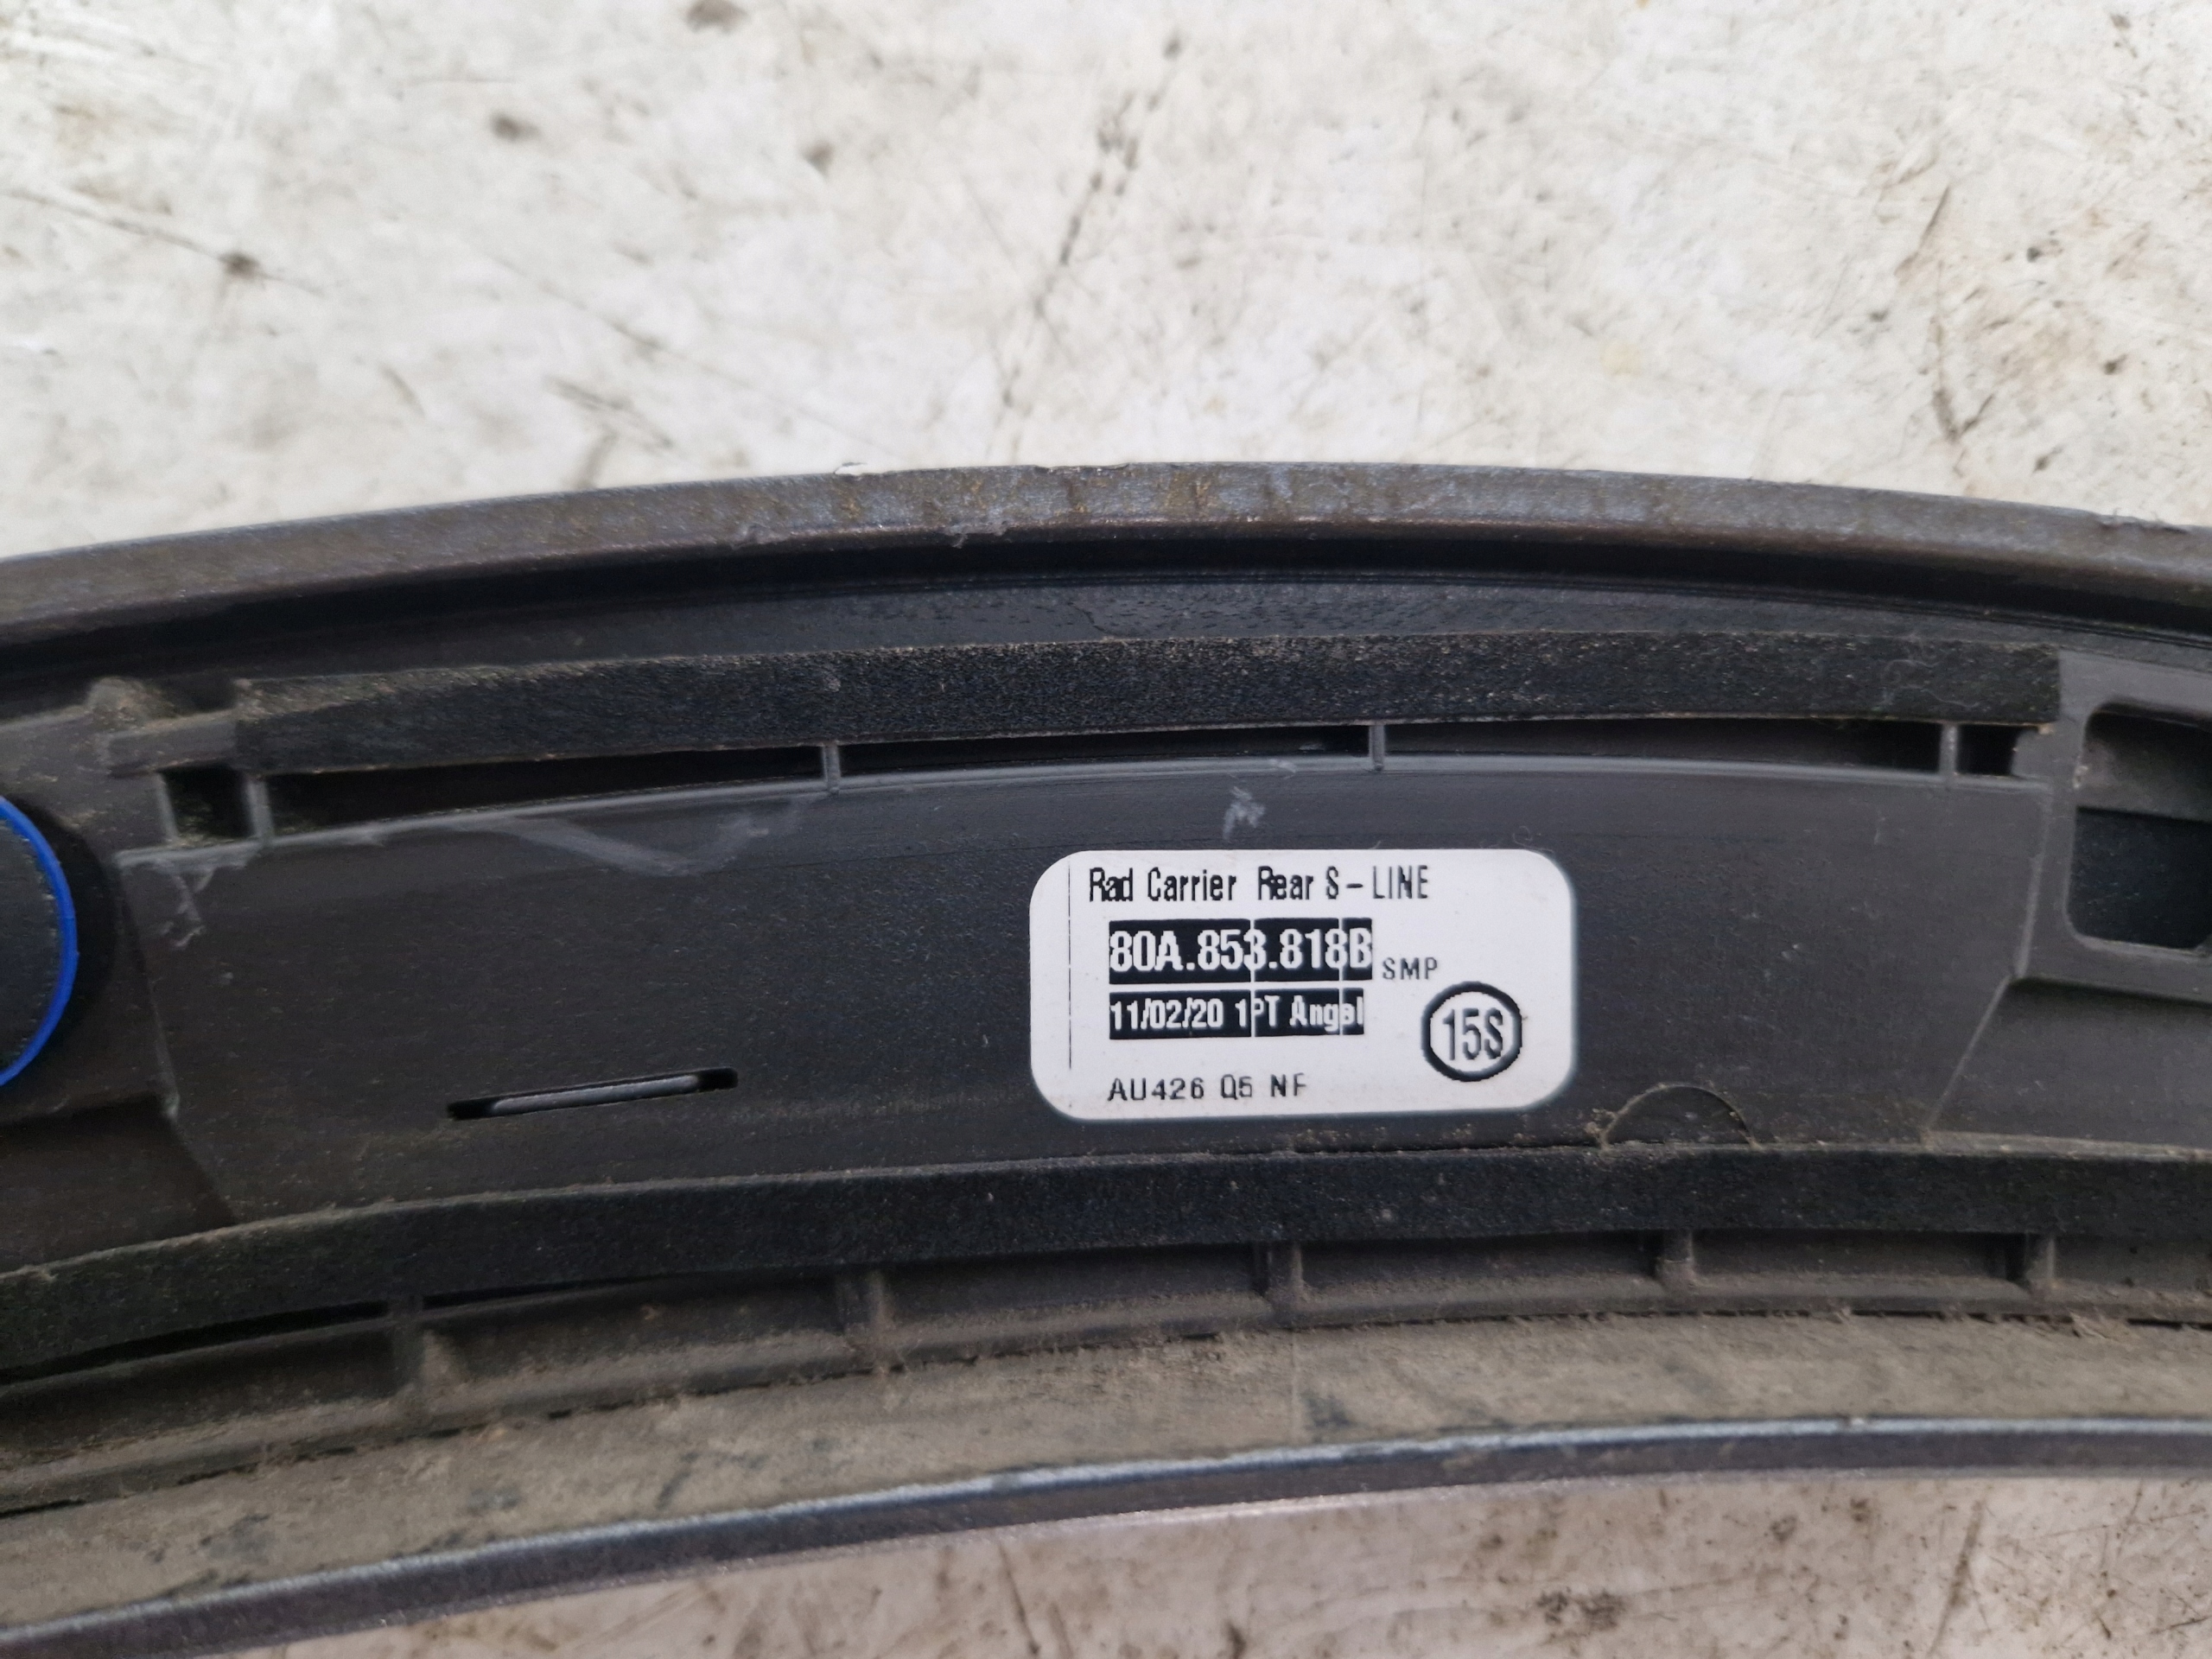 Rad Carrier Rear S-LINE
80A.853.818B SMP
11/02/20 1PT Angel
15S
AU426 Q5 NF